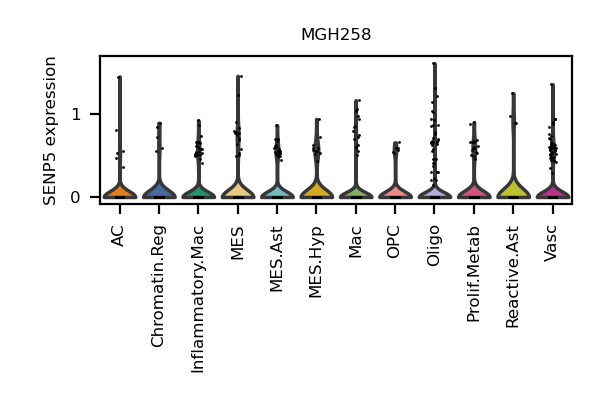 MGH258
SENP5 expression
1
0
AC
Chromatin.Reg
Inflammatory.Mac
MES
MES.Ast
MES.Hyp
Mac
OPC
Oligo
Prolif.Metab
Reactive.Ast
Vasc